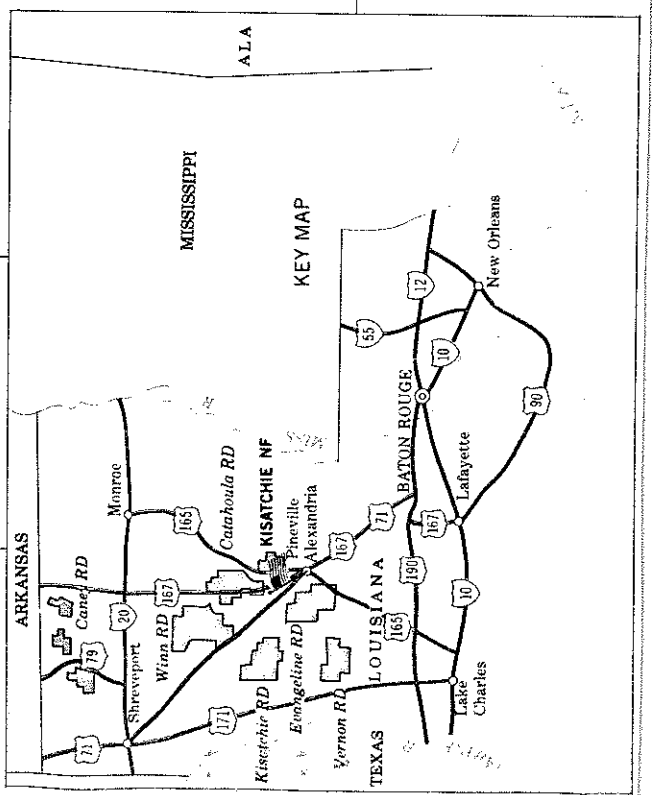 ARKANSAS
MISSISSIPPI
ALA
KEY MAP
Caney RD
79
71
20
167
Shreveport
Monroe
Winn RD
165
Catahoula RD
KISATCHIE NF
Pineville
Alexandria
171
Kisatchie RD
Evangeline RD
Vernon RD
167
71
TEXAS
LOUISIANA
165
190
167
BATON ROUGE
55
12
10
New Orleans
10
90
Lake
Charles
Lafayette